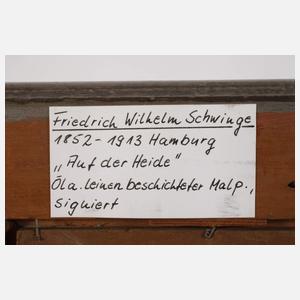 Friedrich Wilhelm Schwinge
1852-1913 Hamburg
„Auf der Heide"
Öl a. leinen beschichteter Malp.,
signiert